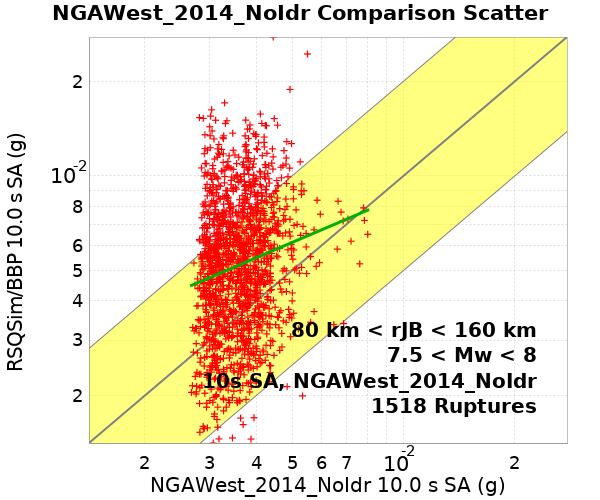 NGAWest_2014_NoIdr Comparison Scatter
RSQSim/BBP 10.0 s SA (g)
2
10-2
8
6
5
4
3
2
80 km < rJB < 160 km
7.5 < Mw < 8
10s SA, NGAWest_2014_NoIdr
1518 Ruptures
2 3 4 5 6 7 10-2 2
NGAWest_2014_NoIdr 10.0 s SA (g)